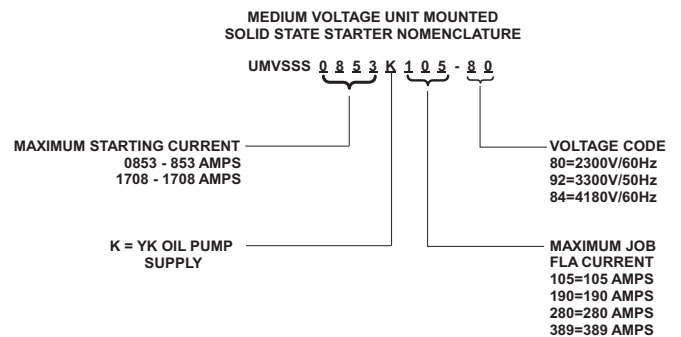 MEDIUM VOLTAGE UNIT MOUNTED
SOLID STATE STARTER NOMENCLATURE
UMVSSS 0 8 5 3 K 1 0 5 - 8 0
MAXIMUM STARTING CURRENT
0853 - 853 AMPS
1708 - 1708 AMPS
VOLTAGE CODE
80=2300V/60Hz
92=3300V/50Hz
84=4180V/60Hz
K = YK OIL PUMP
SUPPLY
MAXIMUM JOB
FLA CURRENT
105=105 AMPS
190=190 AMPS
280=280 AMPS
389=389 AMPS